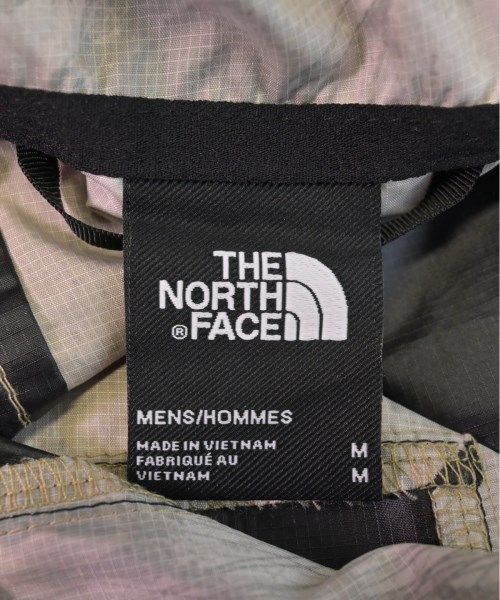 THE
NORTH
® FACE
MENS/HOMMES
MADE IN VIETNAM M
FABRIQUÉ AU
VIETNAM M